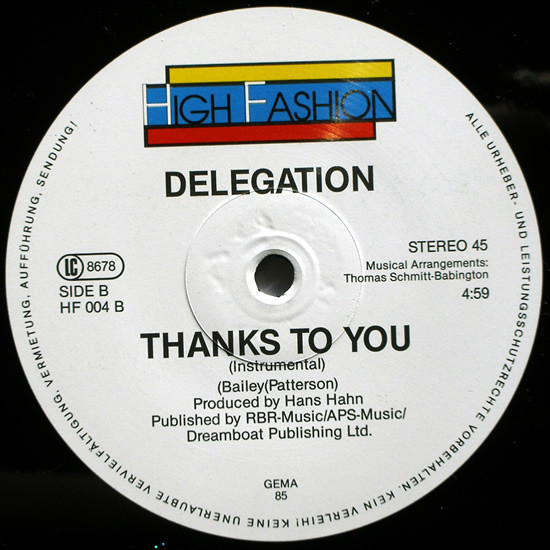 HIGH FASHION
DELEGATION
LC 8678
SIDE B
HF 004 B
STEREO 45
Musical Arrangements:
Thomas Schmitt-Babington
4:59
THANKS TO YOU
(Instrumental)
(Bailey(Patterson)
Produced by Hans Hahn
Published by RBR-Music/APS-Music/
Dreamboat Publishing Ltd.
GEMA
85
ALLE URHEBER- UND LEISTUNGSSCHUTZRECHTE VORBEHALTEN. KEIN VERLEIH! KEINE UNERLAUBTE VERVIELFÄLTIGUNG, VERMIETUNG, AUFFÜHRUNG, SENDUNG!